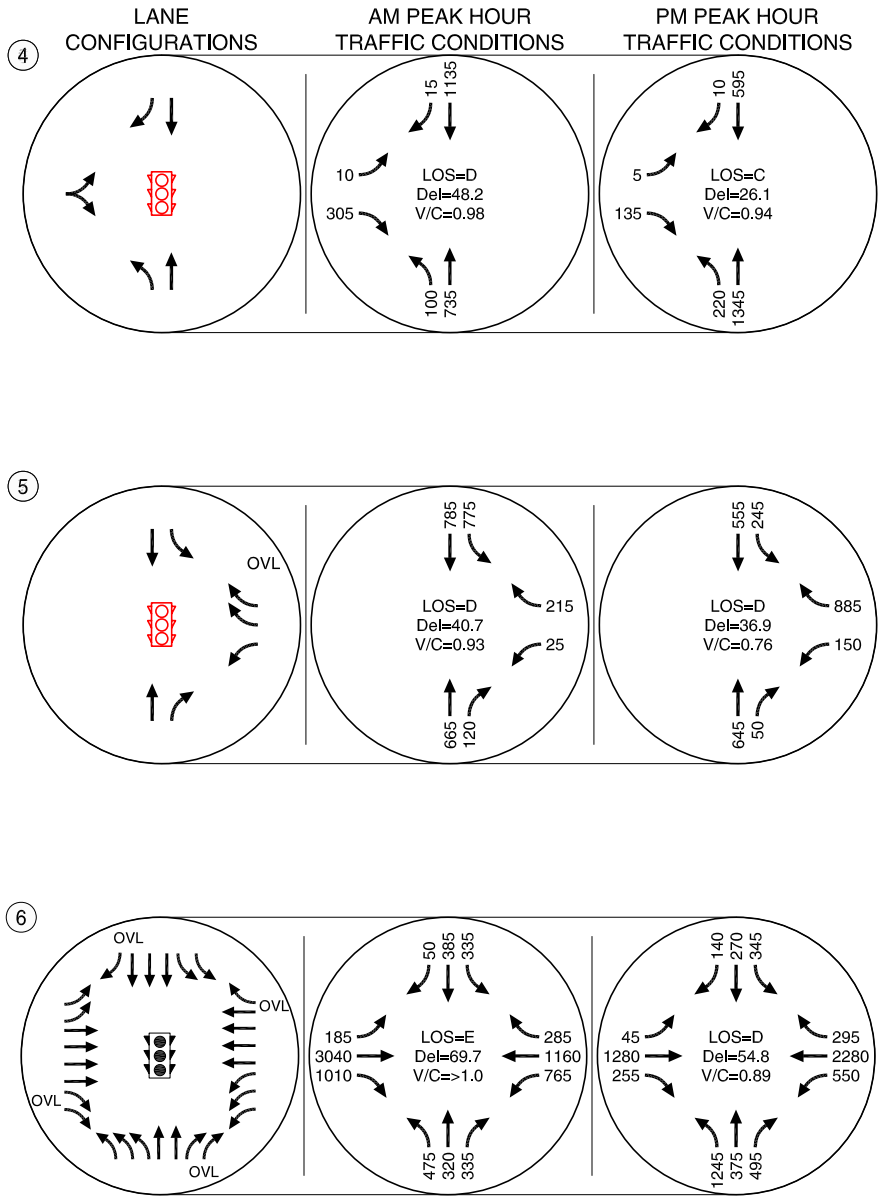 LANE
CONFIGURATIONS
AM PEAK HOUR
TRAFFIC CONDITIONS
PM PEAK HOUR
TRAFFIC CONDITIONS
4
15
1135
10
305
LOS=D
Del=48.2
V/C=0.98
100
735
10
595
5
135
LOS=C
Del=26.1
V/C=0.94
220
1345
5
OVL
785
775
LOS=D
Del=40.7
V/C=0.93
215
25
665
120
555
245
LOS=D
Del=36.9
V/C=0.76
885
150
645
50
6
OVL
OVL
OVL
OVL
50
385
335
185
3040
1010
LOS=E
Del=69.7
V/C=>1.0
285
1160
765
475
320
335
140
270
345
45
1280
255
LOS=D
Del=54.8
V/C=0.89
295
2280
550
1245
375
495